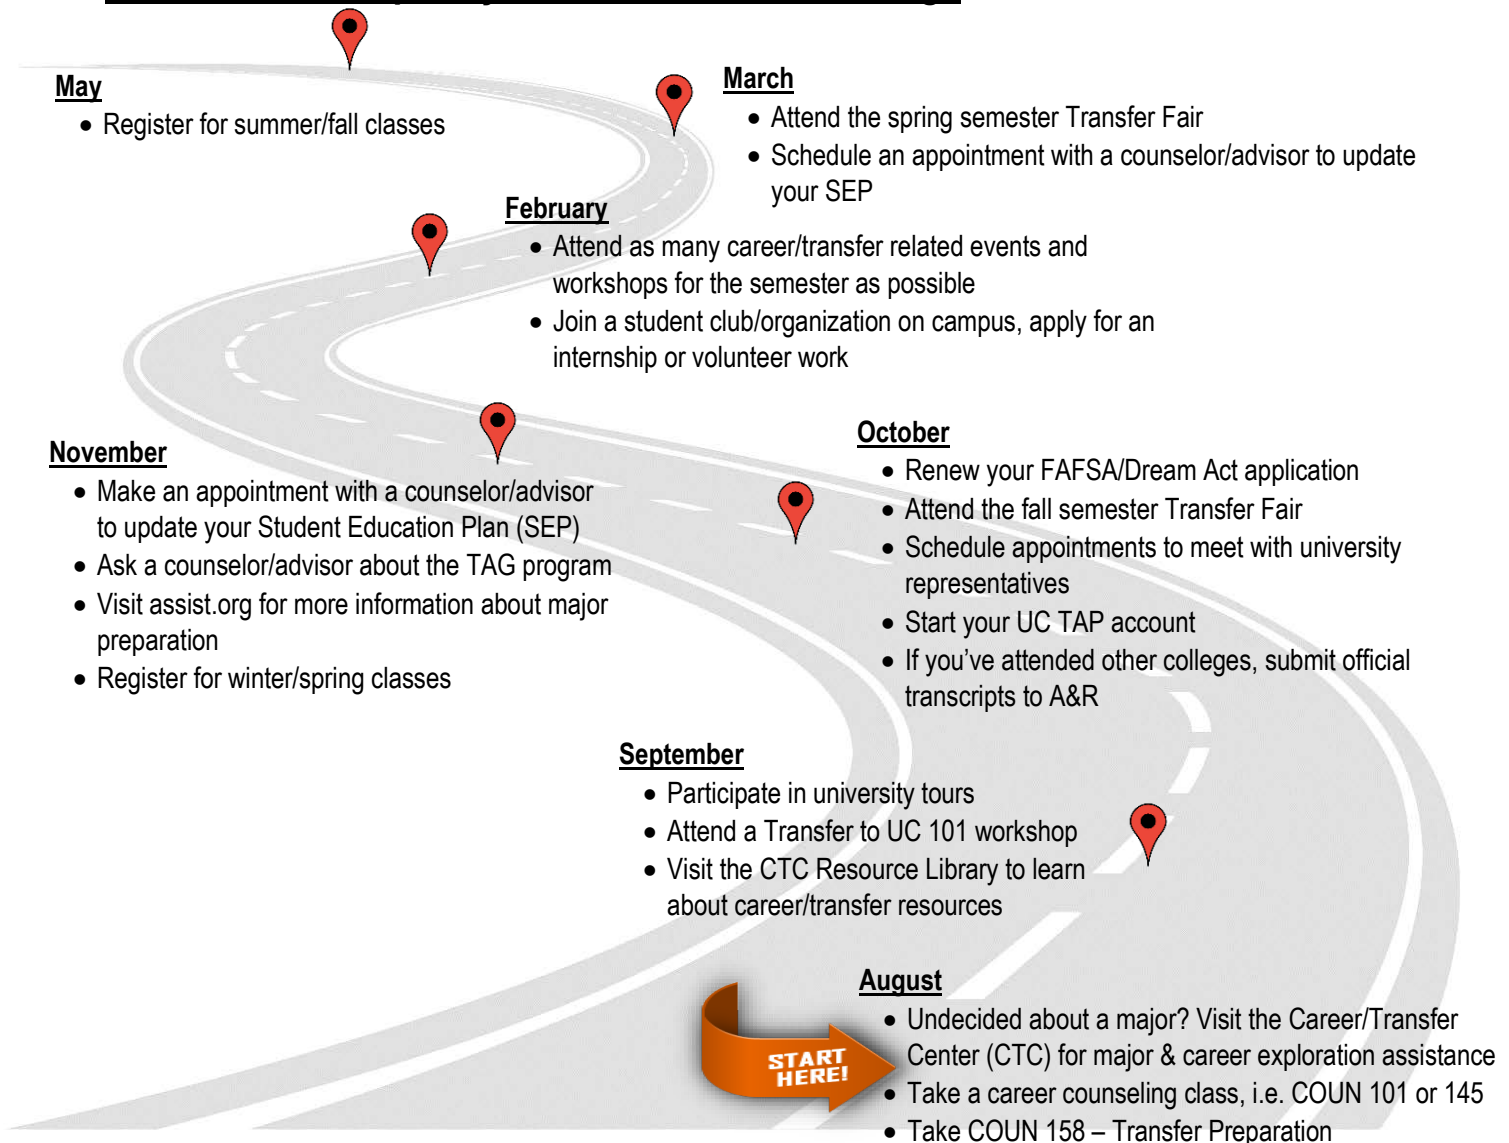 May
• Register for summer/fall classes
March
• Attend the spring semester Transfer Fair
• Schedule an appointment with a counselor/advisor to update
your SEP
February
• Attend as many career/transfer related events and
workshops for the semester as possible
• Join a student club/organization on campus, apply for an
internship or volunteer work
November
• Make an appointment with a counselor/advisor
to update your Student Education Plan (SEP)
• Ask a counselor/advisor about the TAG program
• Visit assist.org for more information about major
preparation
• Register for winter/spring classes
October
• Renew your FAFSA/Dream Act application
• Attend the fall semester Transfer Fair
• Schedule appointments to meet with university
representatives
• Start your UC TAP account
• If you’ve attended other colleges, submit official
transcripts to A&R
September
• Participate in university tours
• Attend a Transfer to UC 101 workshop
• Visit the CTC Resource Library to learn
about career/transfer resources
START
HERE!
August
• Undecided about a major? Visit the Career/Transfer
Center (CTC) for major & career exploration assistance
• Take a career counseling class, i.e. COUN 101 or 145
• Take COUN 158 – Transfer Preparation